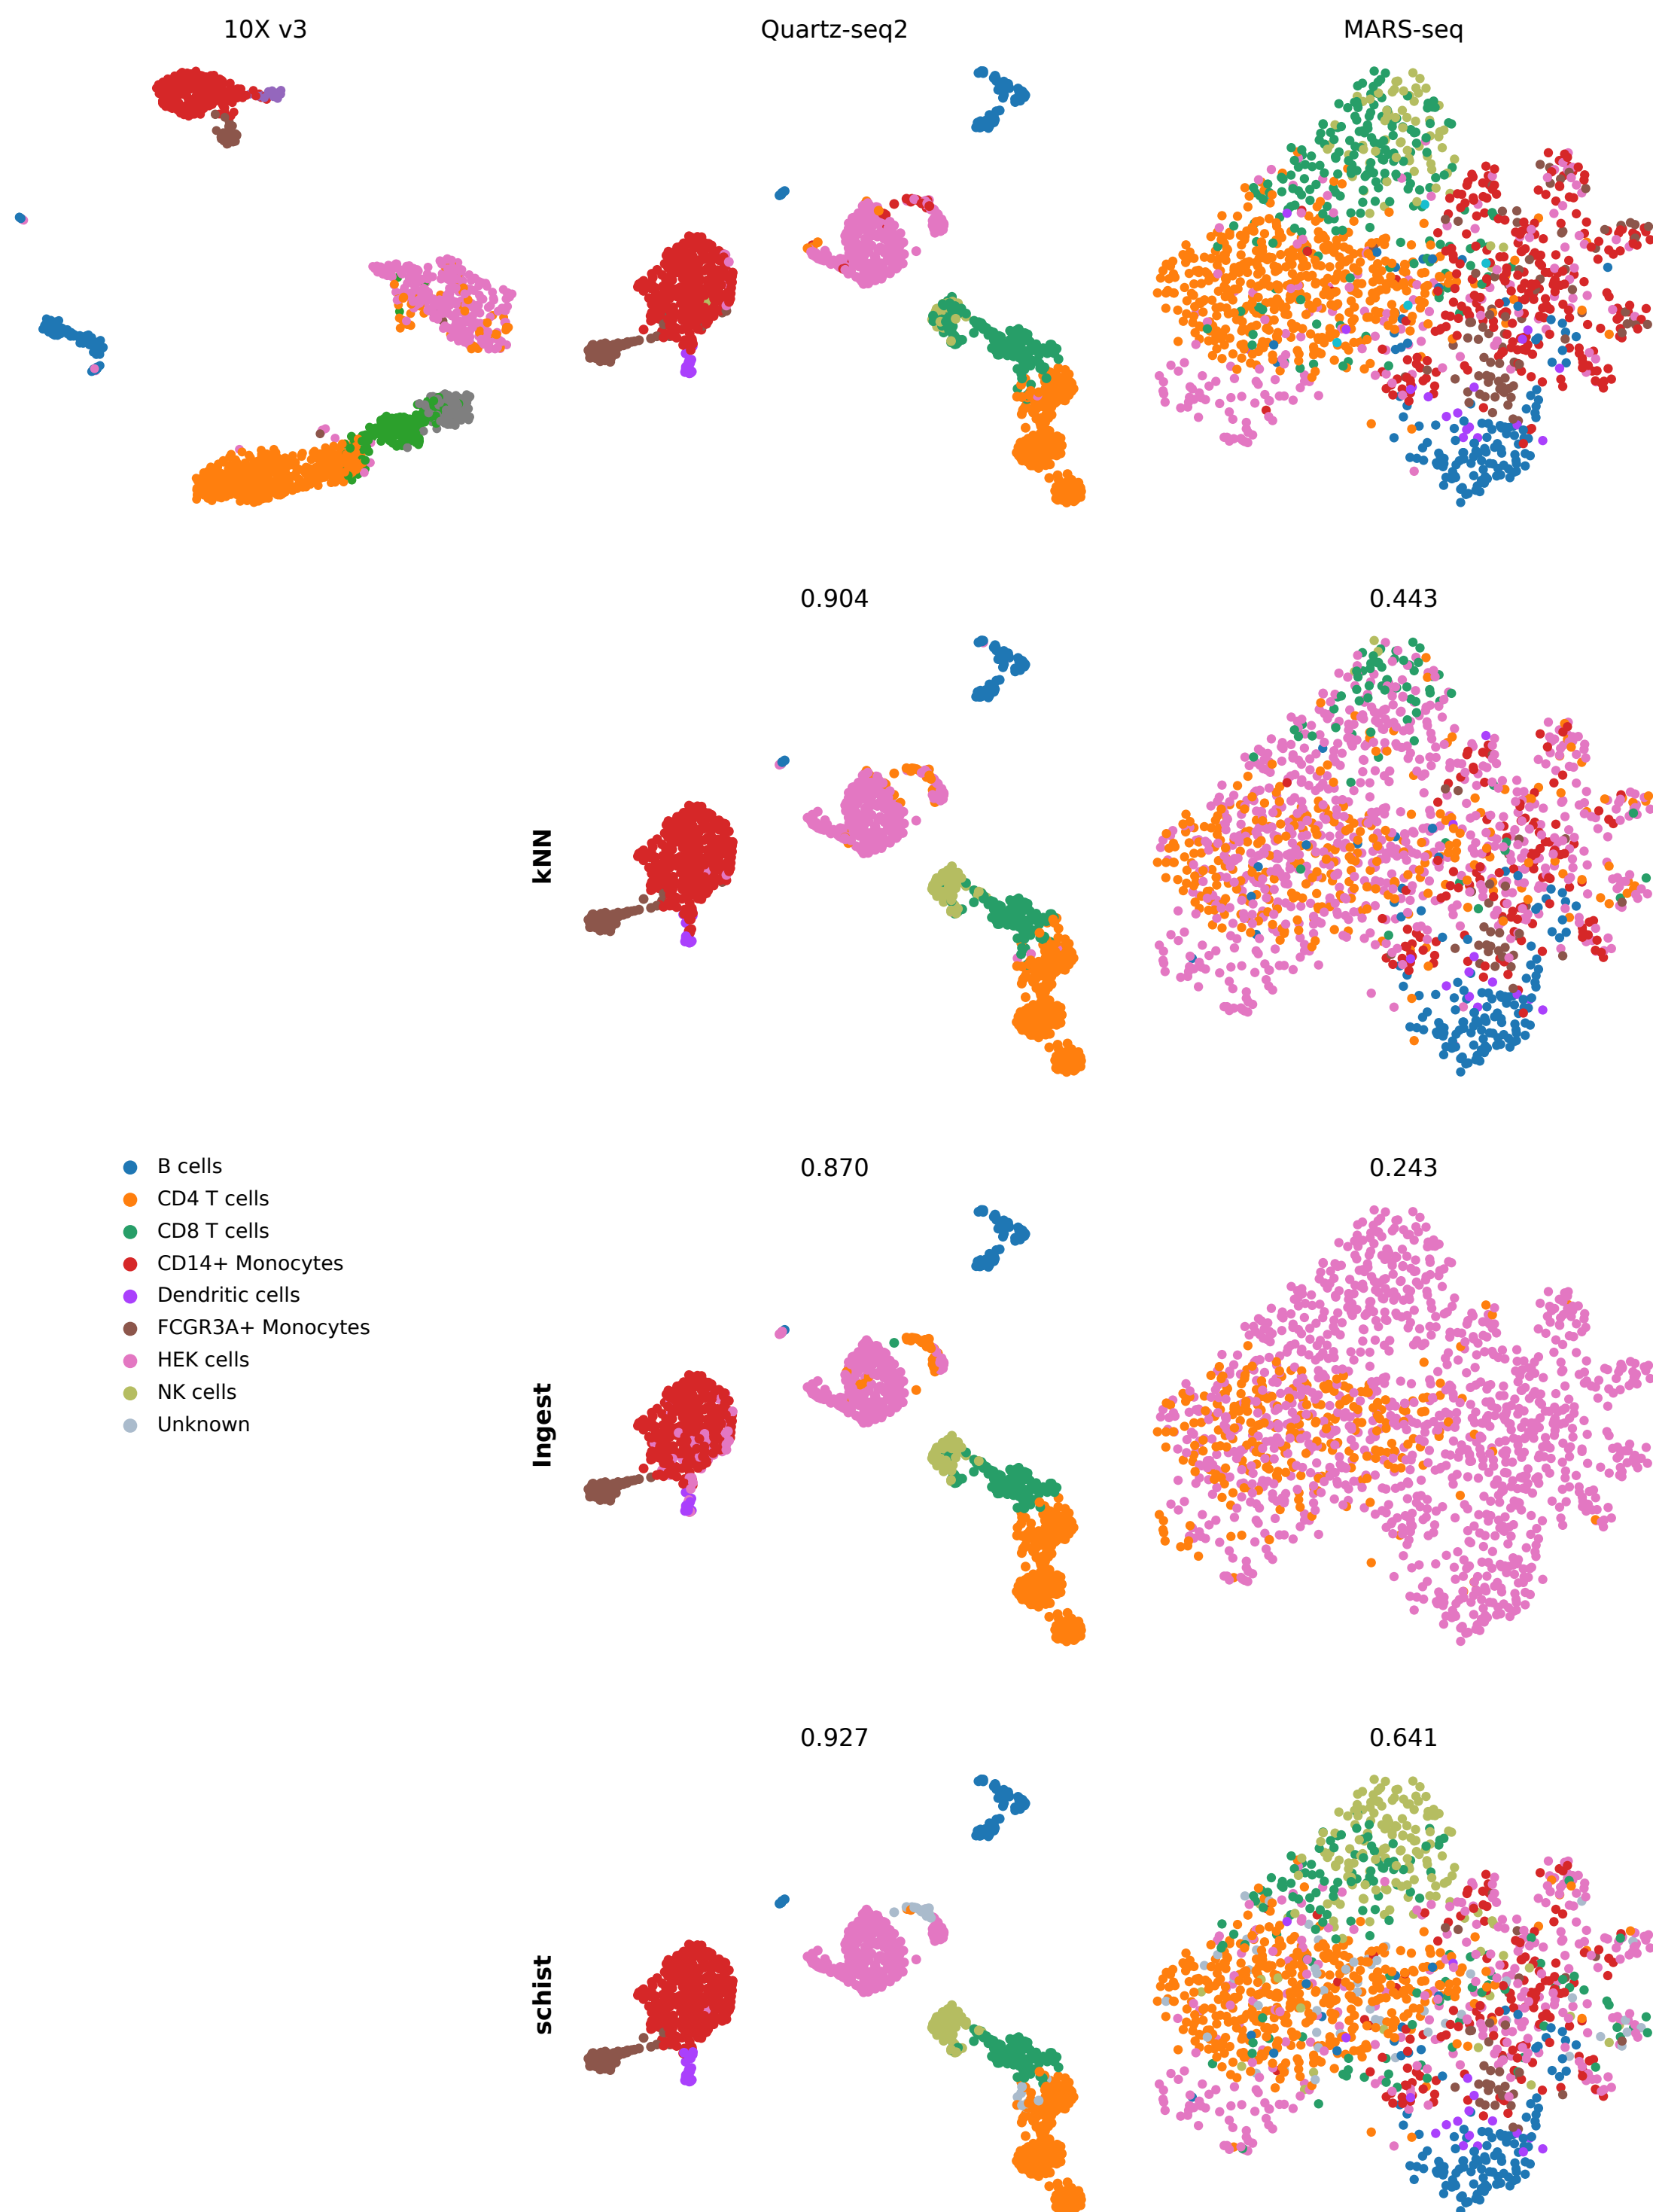 10X v3
Quartz-seq2
MARS-seq
0.904
0.443
kNN
B cells
CD4 T cells
CD8 T cells
CD14+ Monocytes
Dendritic cells
FCGR3A+ Monocytes
HEK cells
NK cells
Unknown
0.870
0.243
Ingest
0.927
0.641
schist